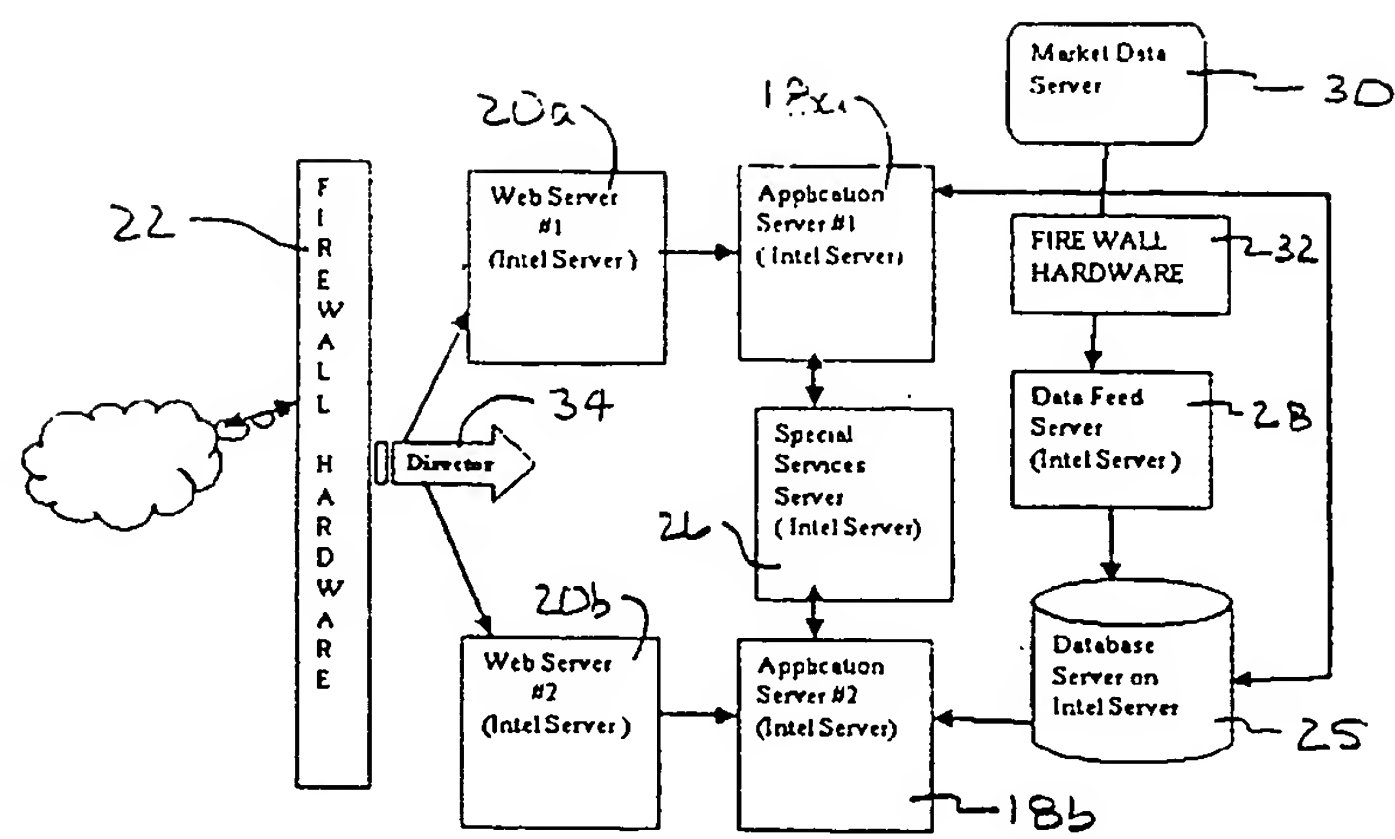 Market Data
Server
30
20a
22
FIREWALL HARDWARE
Web Server
#1
(Intel Server)
Application
Server #1
(Intel Server)
FIRE WALL
HARDWARE
32
34
Director
Special
Services
Server
(Intel Server)
26
Data Feed
Server
(Intel Server)
28
20b
Web Server
#2
(Intel Server)
Application
Server #2
(Intel Server)
18b
Database
Server on
Intel Server
25